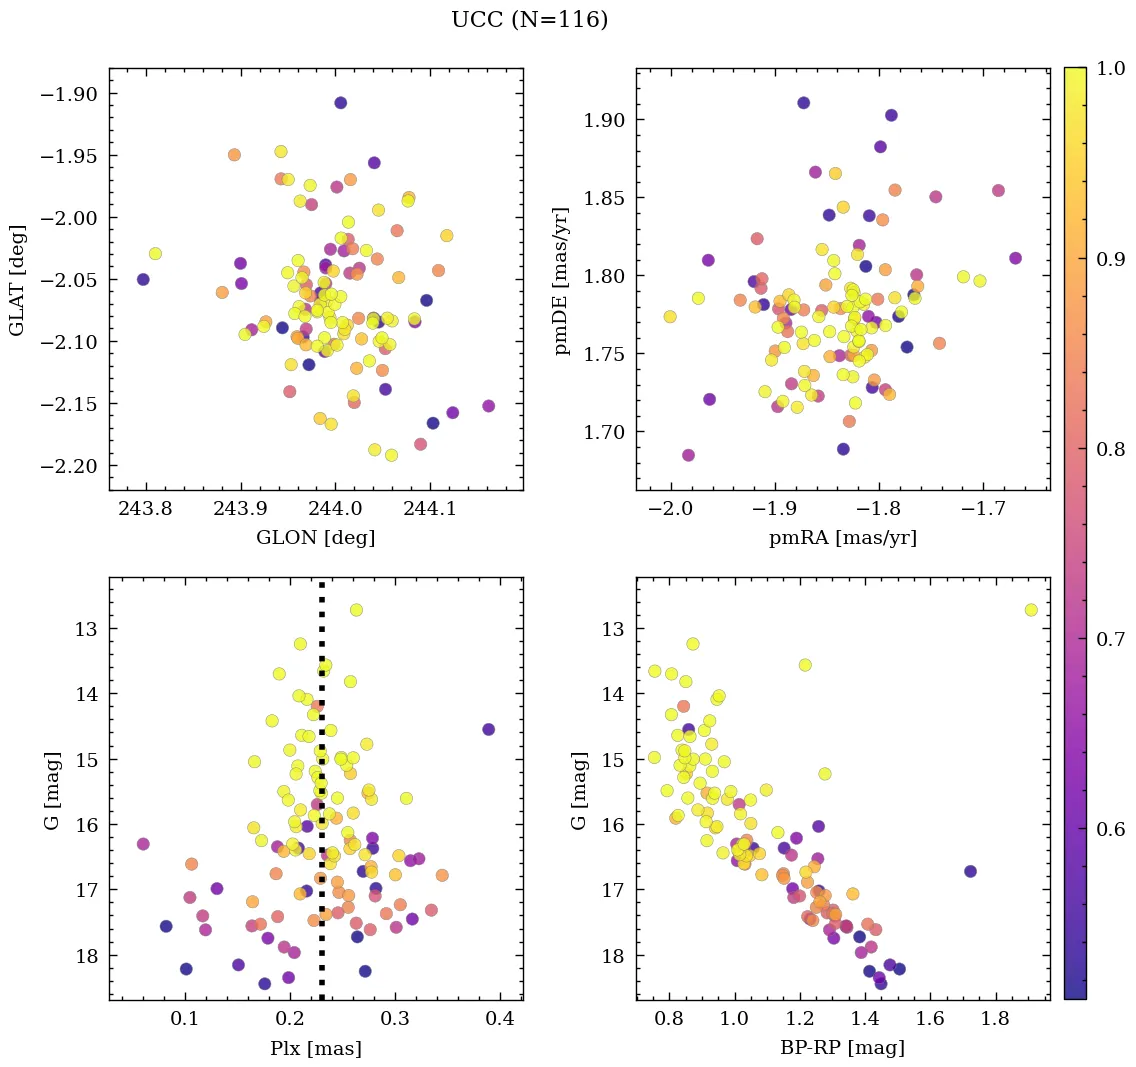 UCC (N=116)
−1.90
−1.95
−2.00
−2.05
−2.10
−2.15
−2.20
GLAT [deg]
243.8 243.9 244.0 244.1
GLON [deg]
1.90
1.85
1.80
1.75
1.70
pmDE [mas/yr]
−2.0 −1.9 −1.8 −1.7
pmRA [mas/yr]
13
14
15
16
17
18
G [mag]
0.1 0.2 0.3 0.4
Plx [mas]
13
14
15
16
17
18
G [mag]
0.8 1.0 1.2 1.4 1.6 1.8
BP-RP [mag]
1.0
0.9
0.8
0.7
0.6